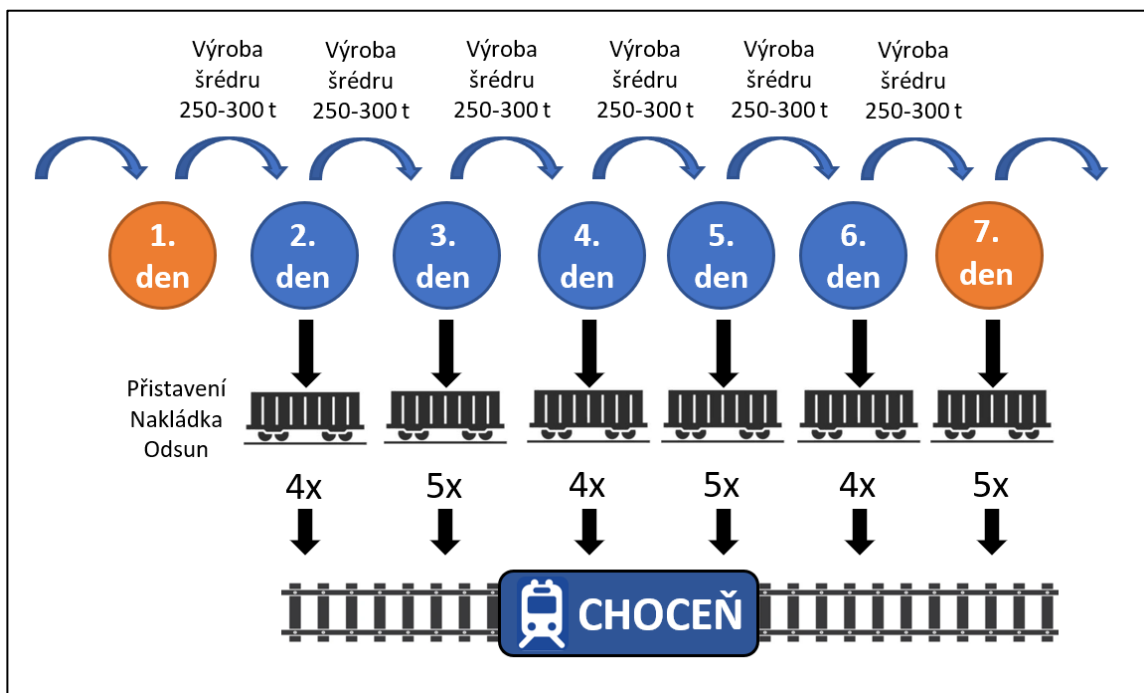 Výroba
šrédru
250-300 t
Výroba
šrédru
250-300 t
Výroba
šrédru
250-300 t
Výroba
šrédru
250-300 t
Výroba
šrédru
250-300 t
Výroba
šrédru
250-300 t
1.
den
2.
den
3.
den
4.
den
5.
den
6.
den
7.
den
Přistavení
Nakládka
Odsun
4x
5x
4x
5x
4x
5x
CHOCEŇ